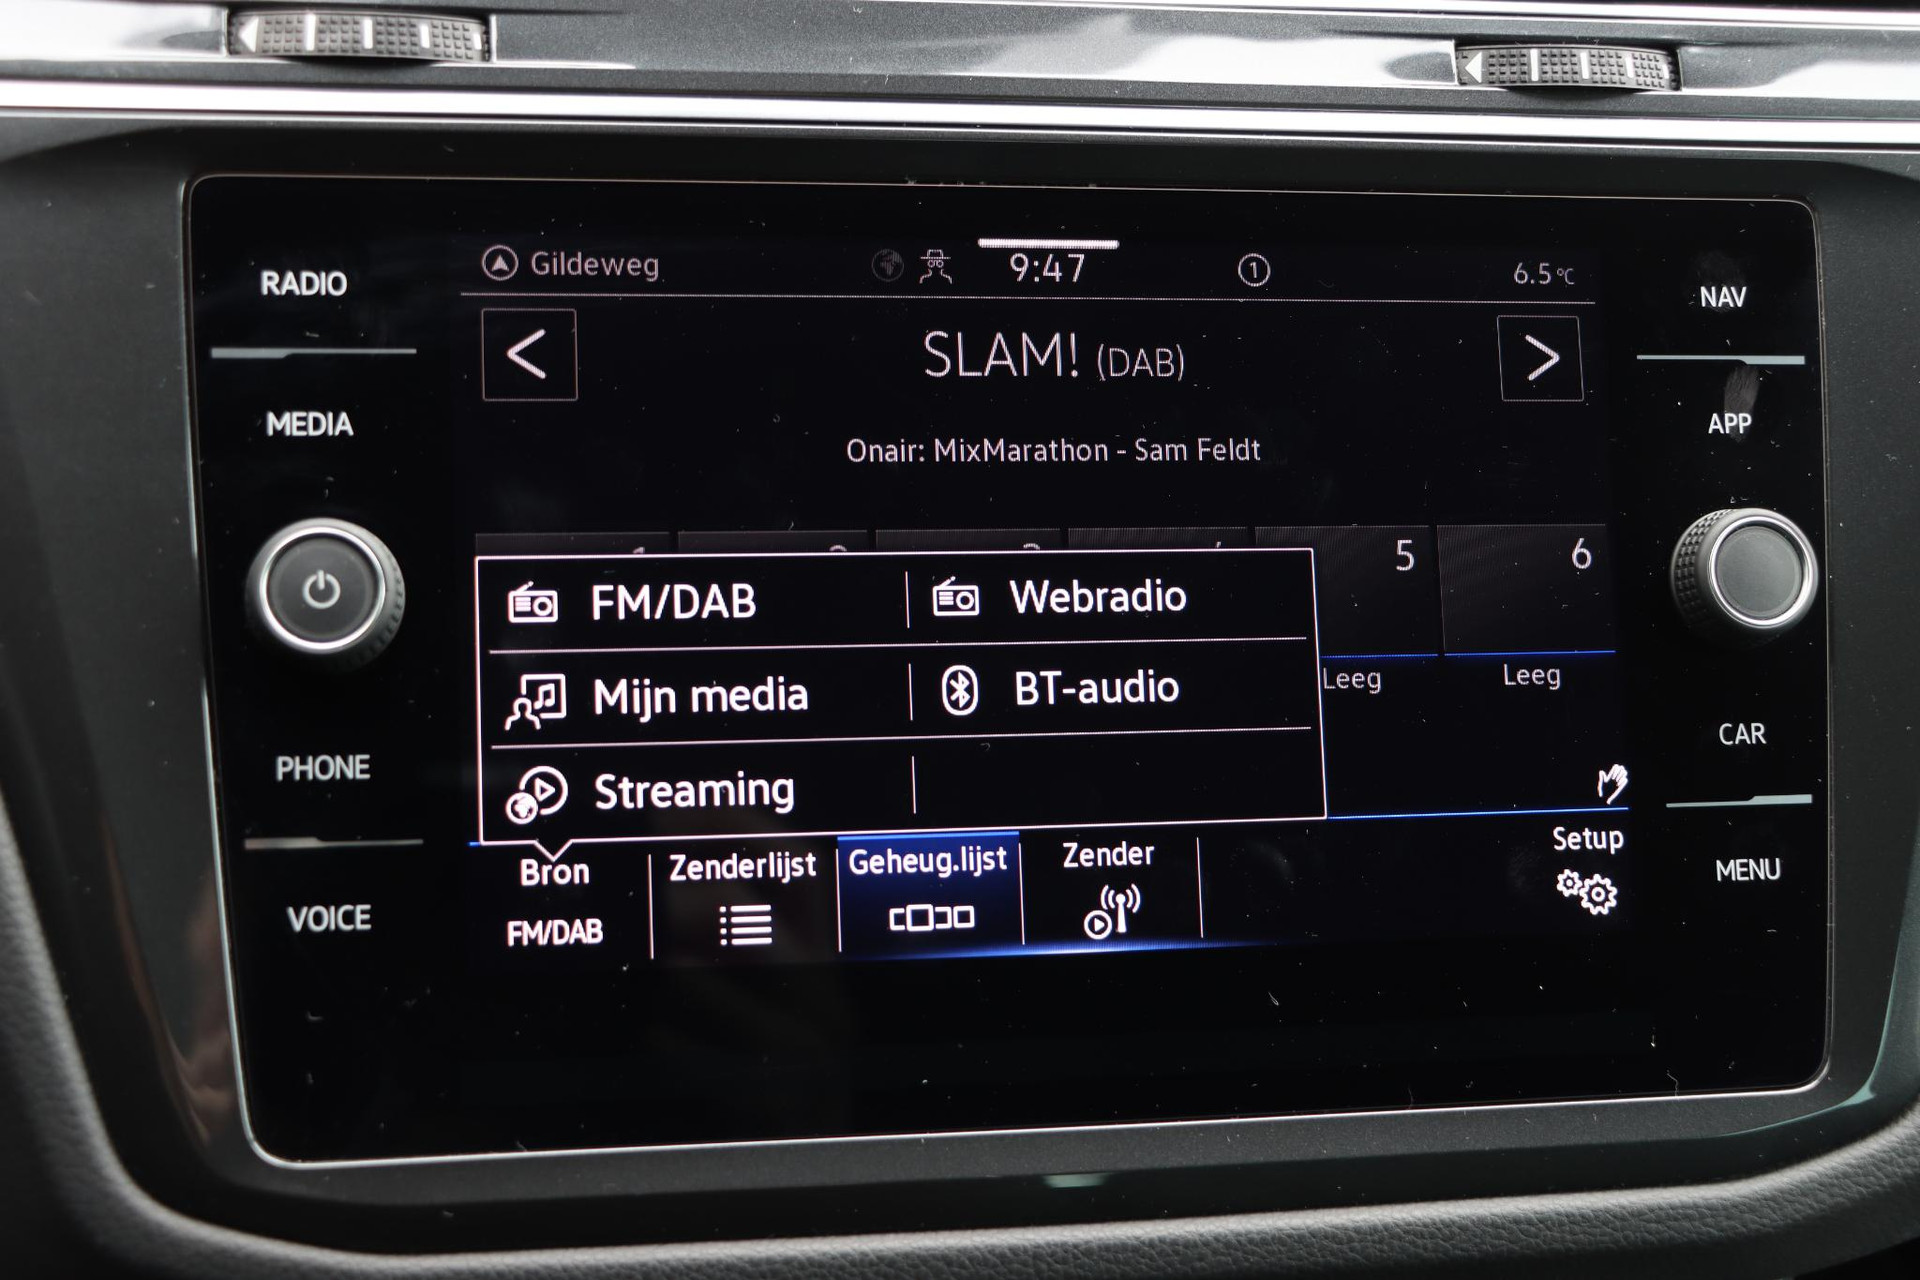 RADIO
MEDIA
PHONE
VOICE
Gildeweg
9:47
1
6.5°C
<
SLAM! (DAB)
>
Onair: MixMarathon - Sam Feldt
5
6
FM/DAB
Webradio
Mijn media
BT-audio
Streaming
Leeg
Leeg
Bron
FM/DAB
Zenderlijst
Geheug.lijst
Zender
Setup
NAV
APP
CAR
MENU